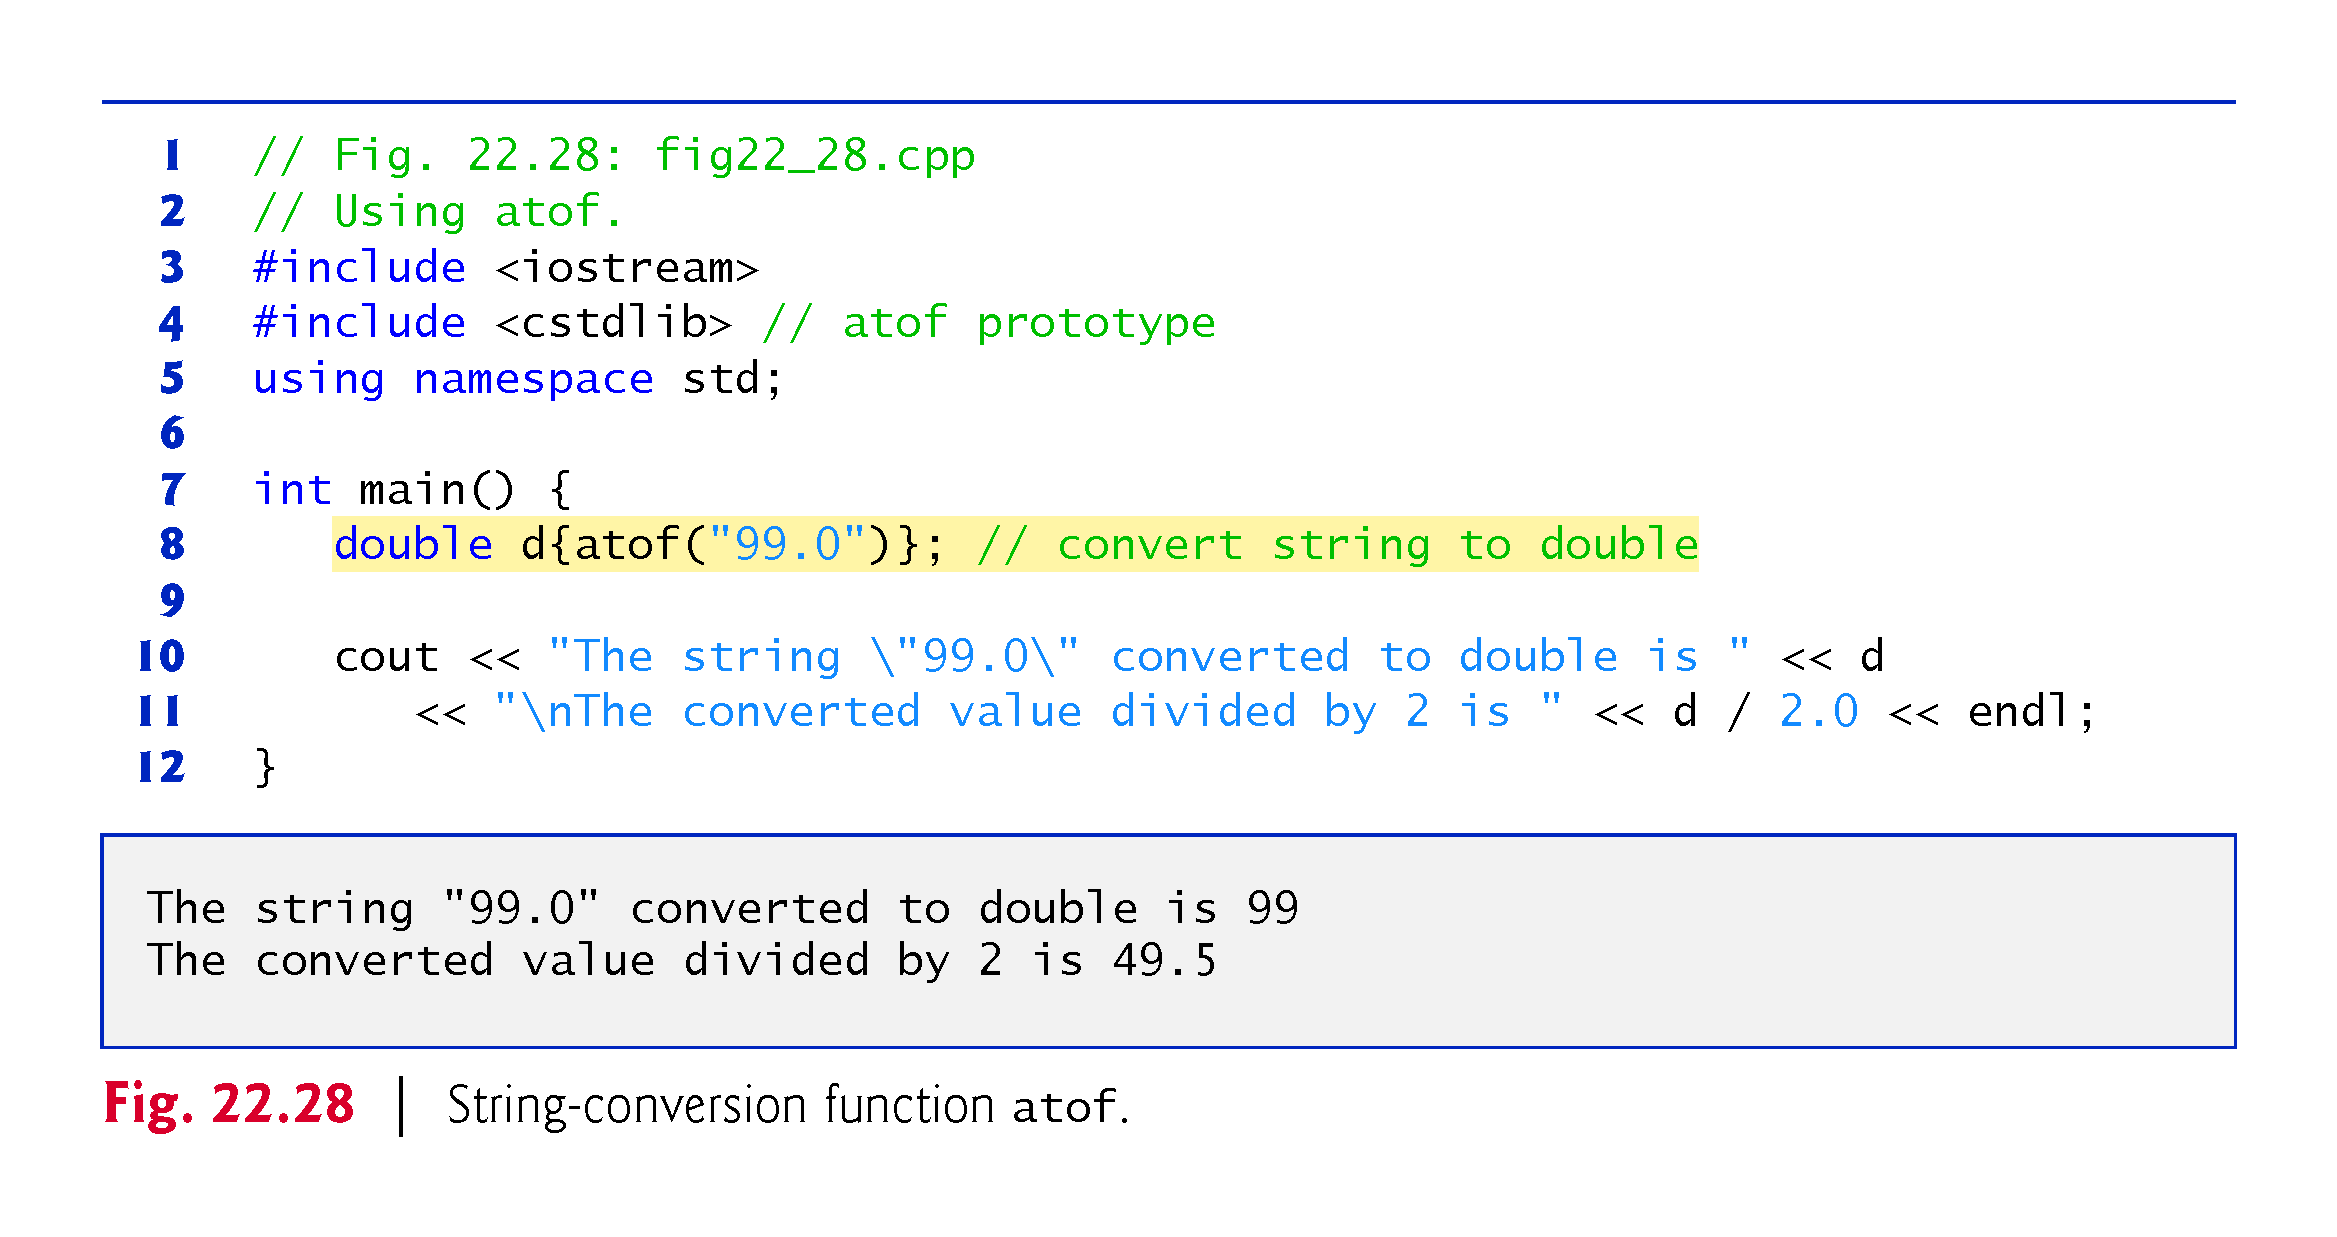 1 // Fig. 22.28: fig22_28.cpp
2 // Using atof.
3 #include <iostream>
4 #include <cstdlib> // atof prototype
5 using namespace std;
6
7 int main() {
8    double d{atof("99.0")}; // convert string to double
9
10    cout << "The string \"99.0\" converted to double is " << d
11       << "\nThe converted value divided by 2 is " << d / 2.0 << endl;
12 }
The string "99.0" converted to double is 99
The converted value divided by 2 is 49.5
Fig. 22.28 | String-conversion function atof.